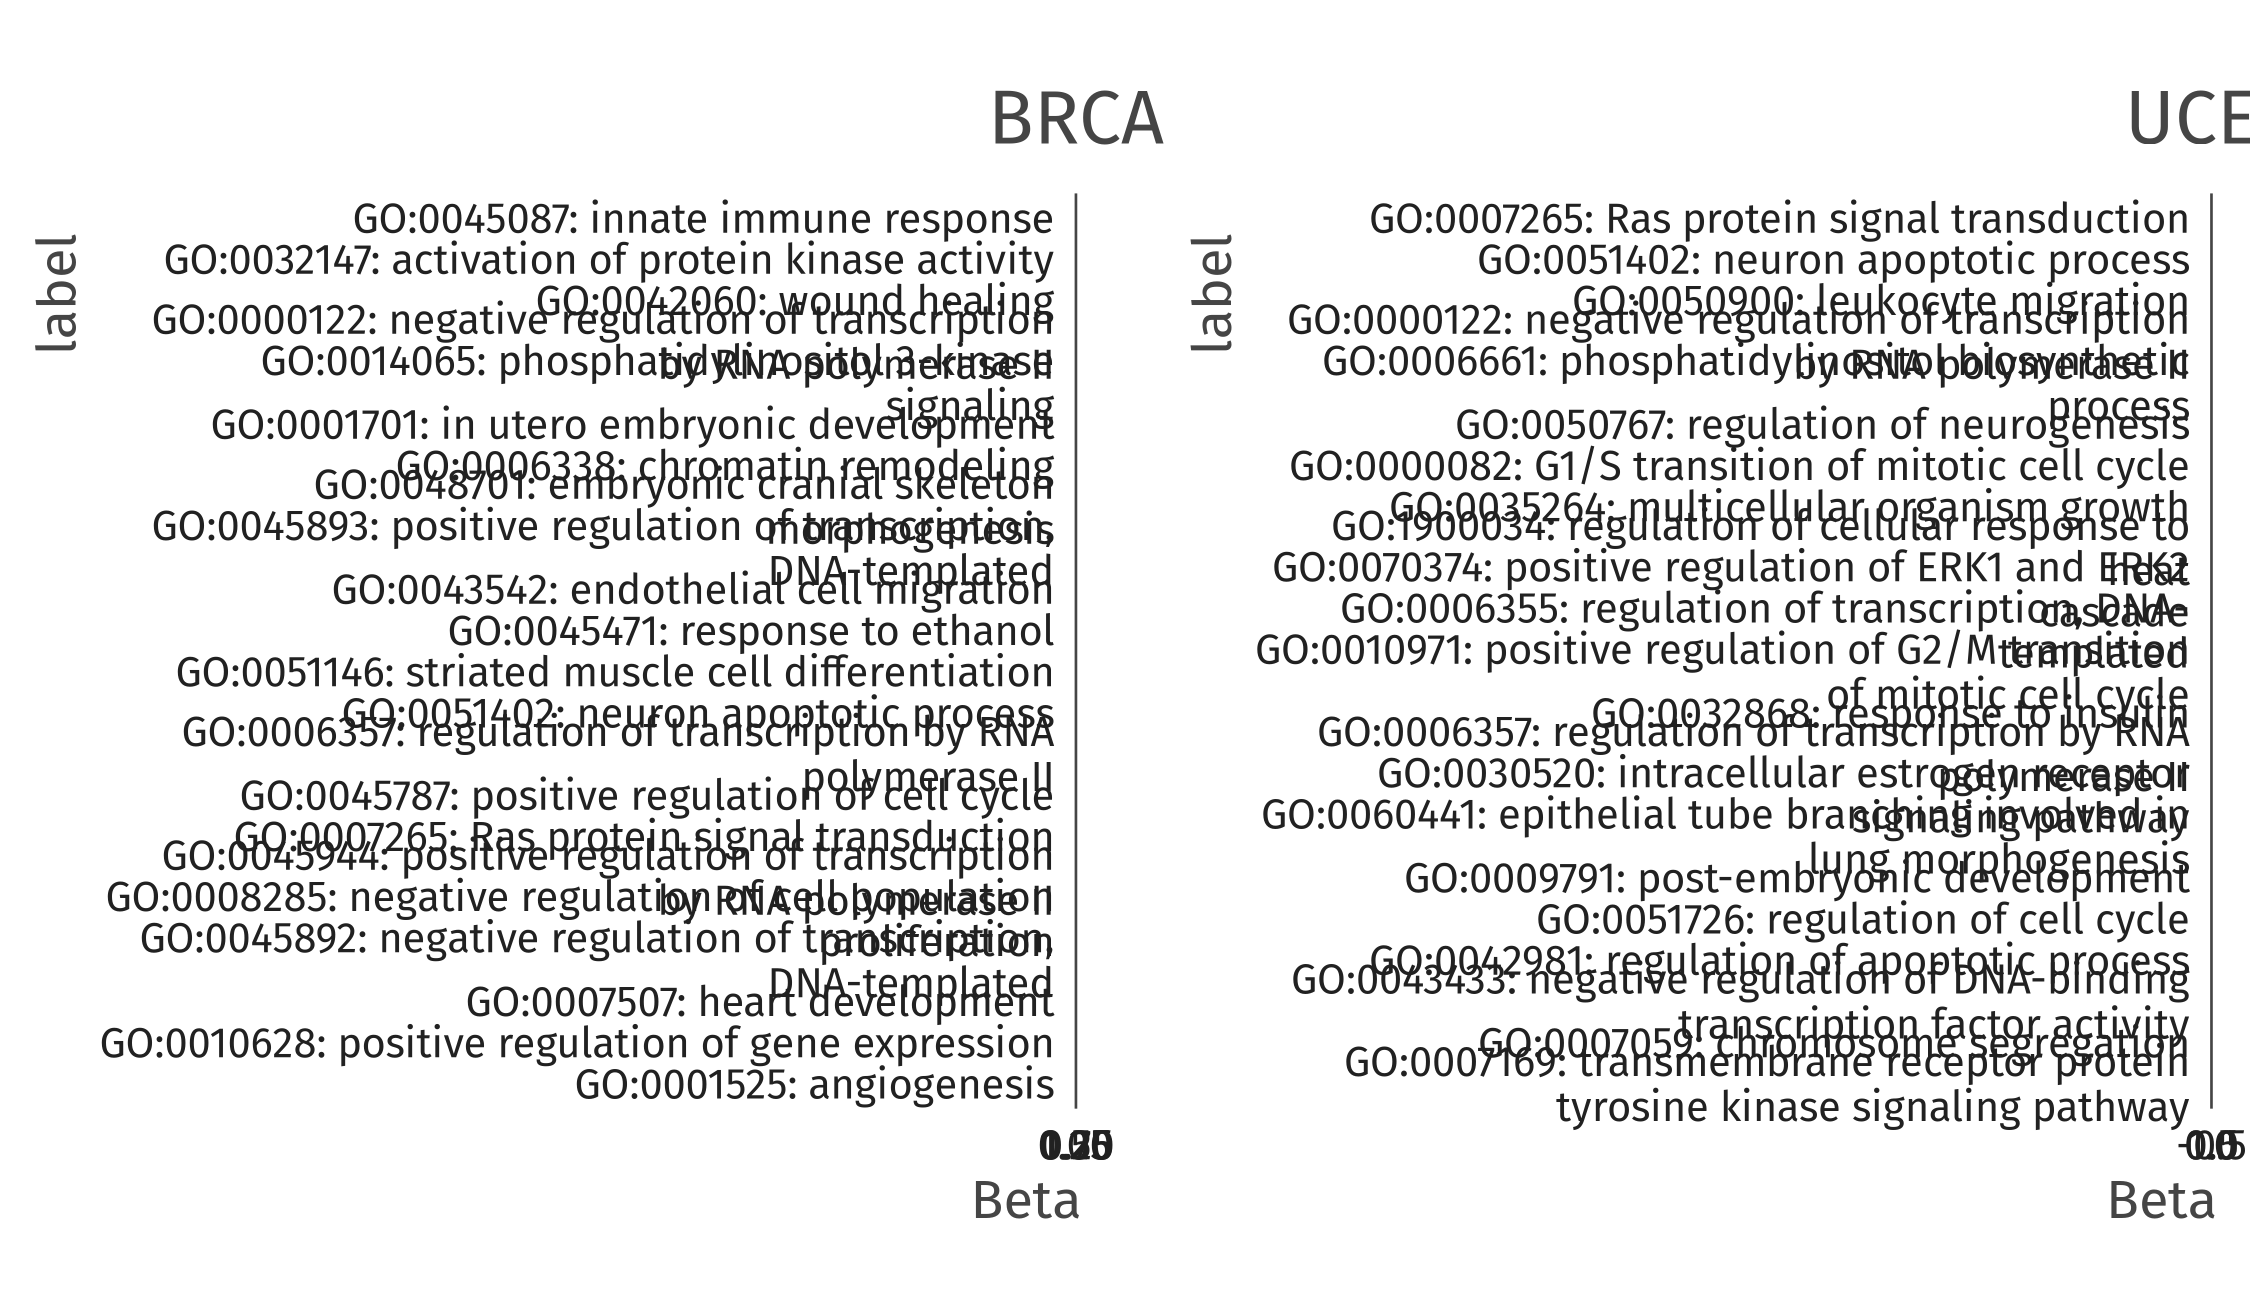 BRCA
label
GO:0045087: innate immune response
GO:0032147: activation of protein kinase activity
GO:0042060: wound healing
GO:0000122: negative regulation of transcription
by RNA polymerase II
GO:0014065: phosphatidylinositol 3-kinase
signaling
GO:0001701: in utero embryonic development
GO:0006338: chromatin remodeling
GO:0048701: embryonic cranial skeleton
morphogenesis
GO:0045893: positive regulation of transcription,
DNA-templated
GO:0043542: endothelial cell migration
GO:0045471: response to ethanol
GO:0051146: striated muscle cell differentiation
GO:0051402: neuron apoptotic process
GO:0006357: regulation of transcription by RNA
polymerase II
GO:0045787: positive regulation of cell cycle
GO:0007265: Ras protein signal transduction
GO:0045944: positive regulation of transcription
by RNA polymerase II
GO:0008285: negative regulation of cell population
proliferation
GO:0045892: negative regulation of transcription,
DNA-templated
GO:0007507: heart development
GO:0010628: positive regulation of gene expression
GO:0001525: angiogenesis
Beta
UCE
label
GO:0007265: Ras protein signal transduction
GO:0051402: neuron apoptotic process
GO:0050900: leukocyte migration
GO:0000122: negative regulation of transcription
by RNA polymerase II
GO:0006661: phosphatidylinositol biosynthetic
process
GO:0050767: regulation of neurogenesis
GO:0000082: G1/S transition of mitotic cell cycle
GO:0035264: multicellular organism growth
GO:1900034: regulation of cellular response to
heat
GO:0070374: positive regulation of ERK1 and ERK2
cascade
GO:0006355: regulation of transcription, DNA-
templated
GO:0010971: positive regulation of G2/M transition
of mitotic cell cycle
GO:0032868: response to insulin
GO:0006357: regulation of transcription by RNA
polymerase II
GO:0030520: intracellular estrogen receptor
signaling pathway
GO:0060441: epithelial tube branching involved in
lung morphogenesis
GO:0009791: post-embryonic development
GO:0051726: regulation of cell cycle
GO:0042981: regulation of apoptotic process
GO:0043433: negative regulation of DNA-binding
transcription factor activity
GO:0007059: chromosome segregation
GO:0007169: transmembrane receptor protein
tyrosine kinase signaling pathway
Beta